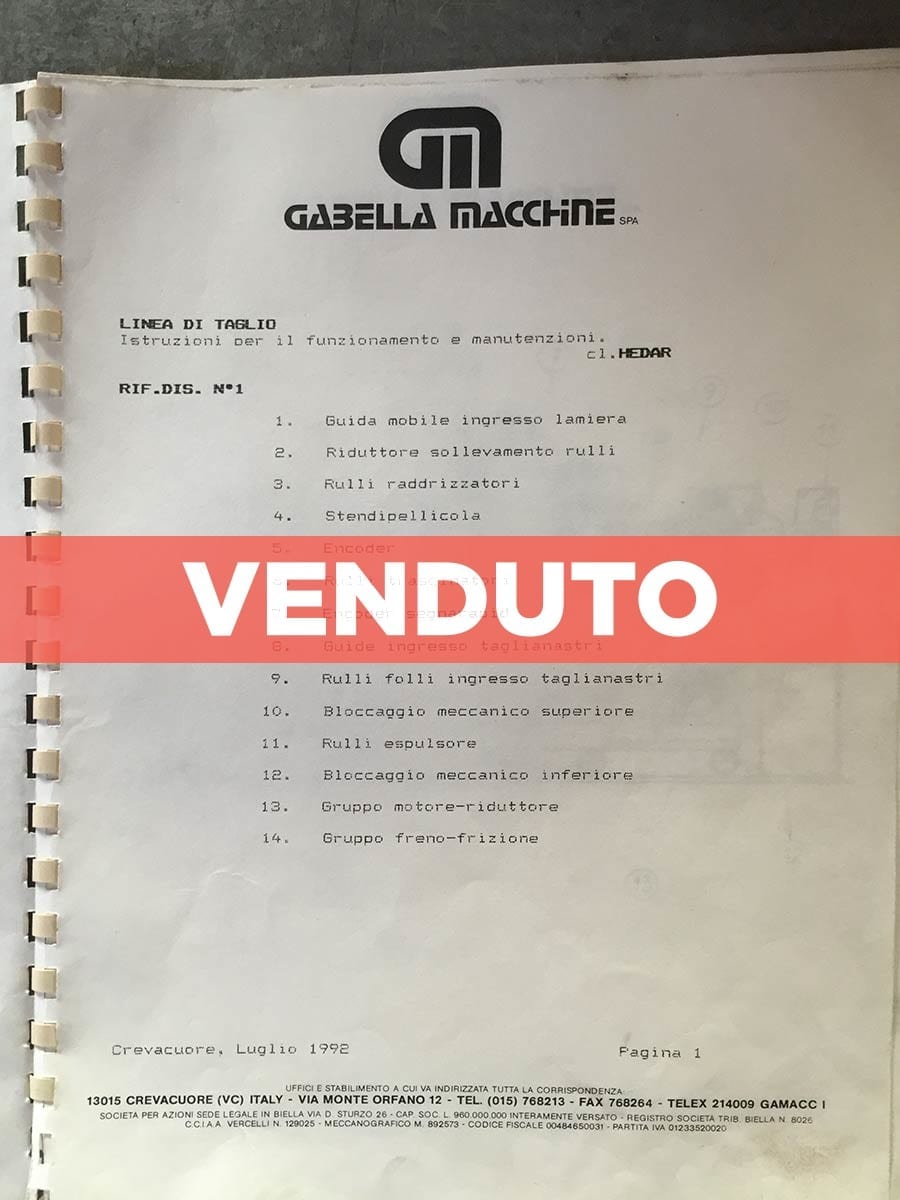 GM
GABELLA MACCHINE SPA
LINEA DI TAGLIO
Istruzioni per il funzionamento e manutenzioni.
cl.HEDAR
RIF.DIS. N°1
1. Guida mobile ingresso lamiera
2. Riduttore sollevamento rulli
3. Rulli raddrizzatori
4. Stendipellicola
5. Encoder
6. Rulli trascinatori
VENDUTO
7. Encoder
8. Guide ingresso taglianastri
9. Rulli folli ingresso taglianastri
10. Bloccaggio meccanico superiore
11. Rulli espulsore
12. Bloccaggio meccanico inferiore
13. Gruppo motore-riduttore
14. Gruppo freno-frizione
Crevacuore, Luglio 1992 Pagina 1
UFFICI E STABILIMENTO A CUI VA INDIRIZZATA TUTTA LA CORRISPONDENZA:
13015 CREVACUORE (VC) ITALY - VIA MONTE ORFANO 12 - TEL. (015) 768213 - FAX 768264 - TELEX 214009 GAMACC I
SOCIETA PER AZIONI SEDE LEGALE IN BIELLA VIA D. STURZO 26 - CAP. SOC. L. 960.000.000 INTERAMENTE VERSATO - REGISTRO SOCIETA TRIB. BIELLA N. 8026
C.C.I.A.A. VERCELLI N. 129025 - MECCANOGRAFICO M. 892573 - CODICE FISCALE 00484650031 - PARTITA IVA 01233520020